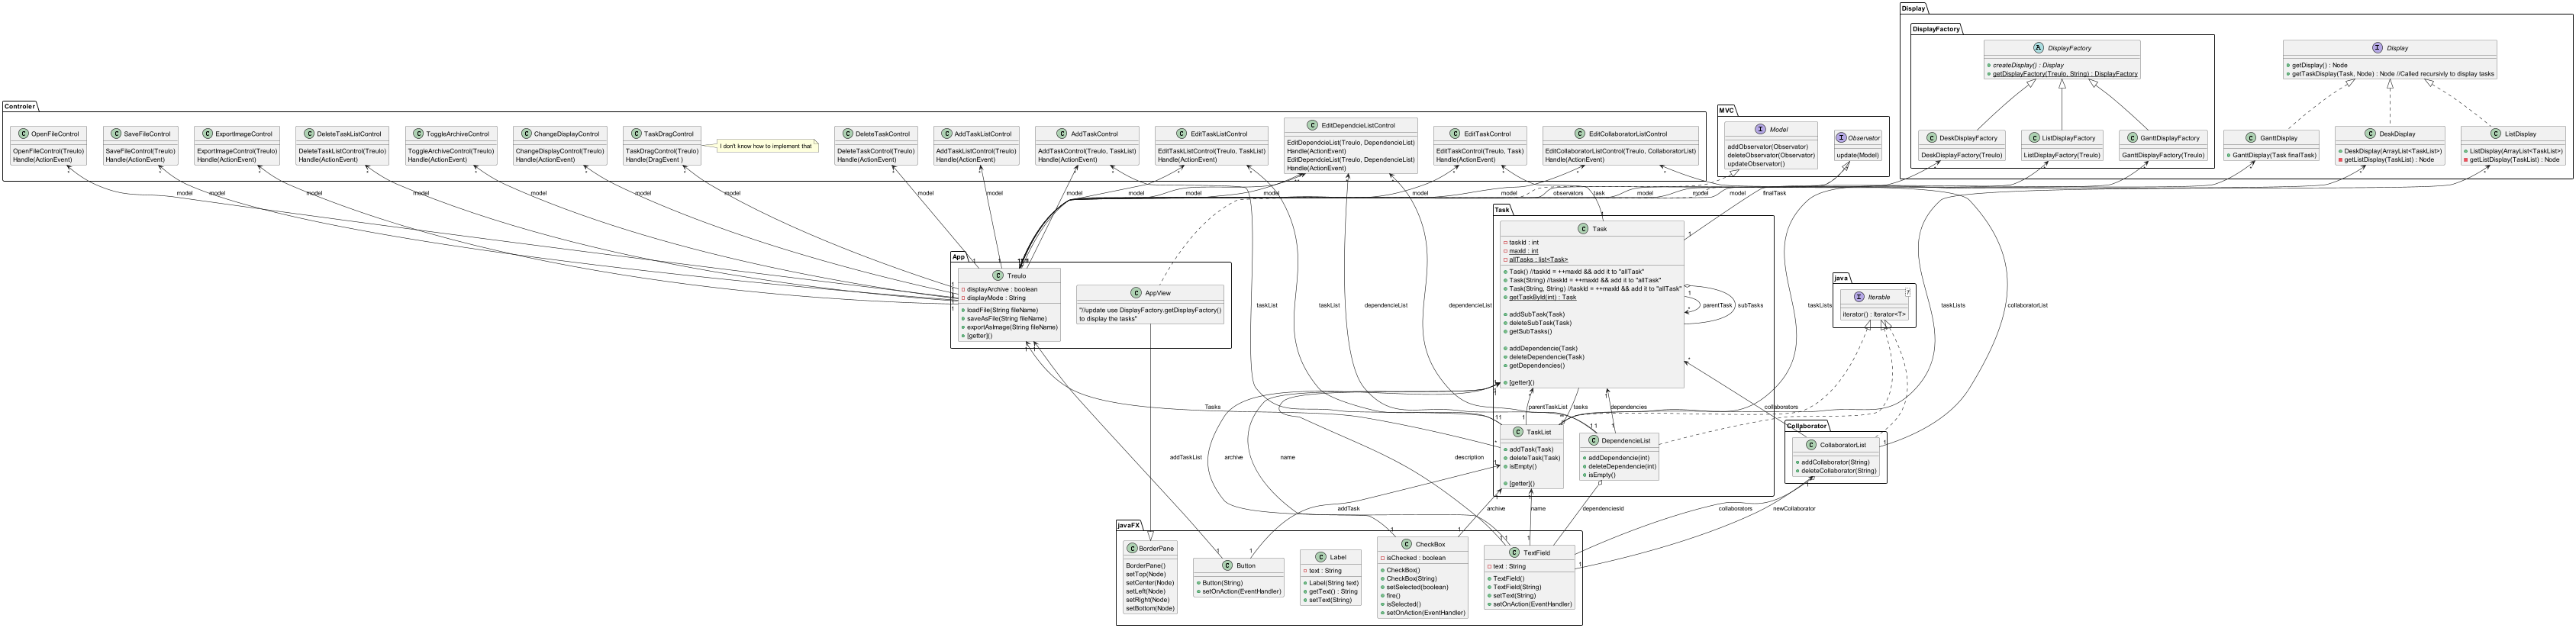 Display
DisplayFactory
DisplayFactory
createDisplay() : Display
getDisplayFactory(Treulo, String) : DisplayFactory
Display
getDisplay() : Node
getTaskDisplay(Task, Node) : Node //Called recursivly to display tasks
Controler
OpenFileControl
OpenFileControl(Treulo)
Handle(ActionEvent)
SaveFileControl
SaveFileControl(Treulo)
Handle(ActionEvent)
ExportImageControl
ExportImageControl(Treulo)
Handle(ActionEvent)
DeleteTaskListControl
DeleteTaskListControl(Treulo)
Handle(ActionEvent)
ToggleArchiveControl
ToggleArchiveControl(Treulo)
Handle(ActionEvent)
ChangeDisplayControl
ChangeDisplayControl(Treulo)
Handle(ActionEvent)
TaskDragControl
TaskDragControl(Treulo)
Handle(DragEvent )
I don't know how to implement that
DeleteTaskControl
DeleteTaskControl(Treulo)
Handle(ActionEvent)
AddTaskListControl
AddTaskListControl(Treulo)
Handle(ActionEvent)
AddTaskControl
AddTaskControl(Treulo, TaskList)
Handle(ActionEvent)
EditTaskListControl
EditTaskListControl(Treulo, TaskList)
Handle(ActionEvent)
EditDependcieListControl
EditDependcieList(Treulo, DependencieList)
Handle(ActionEvent)
EditDependcieList(Treulo, DependencieList)
Handle(ActionEvent)
EditTaskControl
EditTaskControl(Treulo, Task)
Handle(ActionEvent)
EditCollaboratorListControl
EditCollaboratorListControl(Treulo, CollaboratorList)
Handle(ActionEvent)
MVC
Model
addObservator(Observator)
deleteObservator(Observator)
updateObservator()
Observator
update(Model)
DeskDisplayFactory
DeskDisplayFactory(Treulo)
ListDisplayFactory
ListDisplayFactory(Treulo)
GanttDisplayFactory
GanttDisplayFactory(Treulo)
GanttDisplay
GanttDisplay(Task finalTask)
DeskDisplay
DeskDisplay(ArrayList<TaskList>)
getListDisplay(TaskList) : Node
ListDisplay
ListDisplay(ArrayList<TaskList>)
getListDisplay(TaskList) : Node
model
model
model
model
model
model
model
model
model
model
model
model
model
observators
task
model
model
model
finalTask
App
Treulo
displayArchive : boolean
displayMode : String
loadFile(String fileName)
saveAsFile(String fileName)
exportAsImage(String fileName)
[getter]()
AppView
"//update use DisplayFactory.getDisplayFactory()
to display the tasks"
Task
Task
taskId : int
maxId : int
allTasks : list<Task>
Task() //taskId = ++maxId && add it to "allTask"
Task(String) //taskId = ++maxId && add it to "allTask"
Task(String, String) //taskId = ++maxId && add it to "allTask"
getTaskById(int) : Task
addSubTask(Task)
deleteSubTask(Task)
getSubTasks()
addDependencie(Task)
deleteDependencie(Task)
getDependencies()
[getter]()
parentTask
subTasks
java
Iterable
T
iterator() : Iterator<T>
taskList
taskList
dependencieList
dependencieList
taskLists
taskLists
collaboratorList
Tasks
parentTaskList
tasks
dependencies
collaborators
TaskList
addTask(Task)
deleteTask(Task)
isEmpty()
[getter]()
DependencieList
addDependencie(int)
deleteDependencie(int)
isEmpty()
Collaborator
CollaboratorList
addCollaborator(String)
deleteCollaborator(String)
addTaskList
archive
name
description
addTask
archive
name
dependenciesId
collaborators
newCollaborator
javaFX
BorderPane
BorderPane()
setTop(Node)
setCenter(Node)
setLeft(Node)
setRight(Node)
setBottom(Node)
Button
Button(String)
setOnAction(EventHandler)
Label
text : String
Label(String text)
getText() : String
setText(String)
CheckBox
isChecked : boolean
CheckBox()
CheckBox(String)
setSelected(boolean)
fire()
isSelected()
setOnAction(EventHandler)
TextField
text : String
TextField()
TextField(String)
setText(String)
setOnAction(EventHandler)